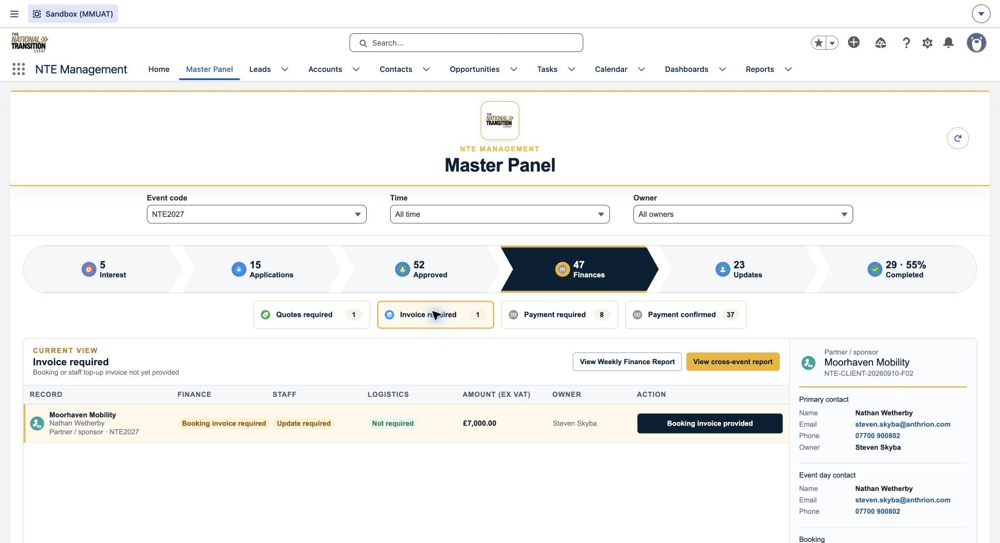 Sandbox (MMUAT)
THE
NATIONAL
TRANSITION
EVENT
Search...
NTE Management
Home
Master Panel
Leads
Accounts
Contacts
Opportunities
Tasks
Calendar
Dashboards
Reports
THE
NATIONAL
TRANSITION
EVENT
NTE MANAGEMENT
Master Panel
Event code
NTE2027
Time
All time
Owner
All owners
5
Interest
15
Applications
52
Approved
47
Finances
23
Updates
29 · 55%
Completed
Quotes required 1
Invoice required 1
Payment required 8
Payment confirmed 37
CURRENT VIEW
Invoice required
Booking or staff top-up invoice not yet provided
View Weekly Finance Report
View cross-event report
RECORD FINANCE STAFF LOGISTICS AMOUNT (EX VAT) OWNER ACTION
Moorhaven Mobility
Nathan Wetherby
Partner / sponsor · NTE2027
Booking invoice required
Update required
Not required
£7,000.00
Steven Skyba
Booking invoice provided
Partner / sponsor
Moorhaven Mobility
NTE-CLIENT-20260910-F02
Primary contact
Name Nathan Wetherby
Email steven.skyba@anthrion.com
Phone 07700 900802
Owner Steven Skyba
Event day contact
Name Nathan Wetherby
Email steven.skyba@anthrion.com
Phone 07700 900802
Booking